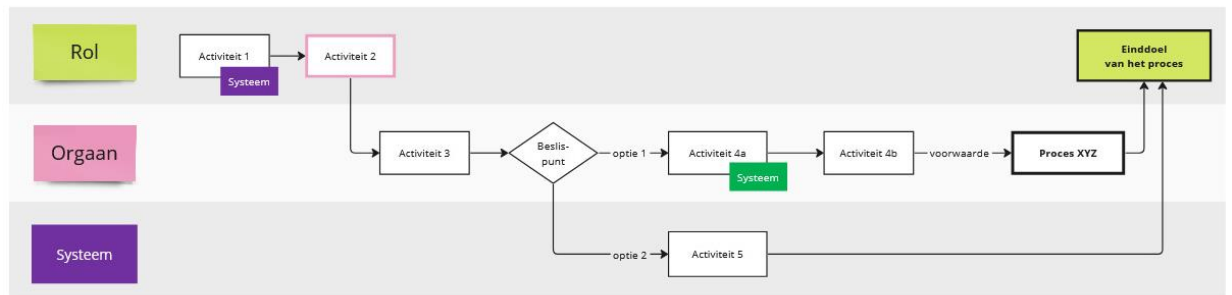 Rol
Activiteit 1
Systeem
Activiteit 2
Einddoel
van het proces
Orgaan
Activiteit 3
Beslis-
punt
optie 1
Activiteit 4a
Systeem
Activiteit 4b
voorwaarde
Proces XYZ
Systeem
optie 2
Activiteit 5